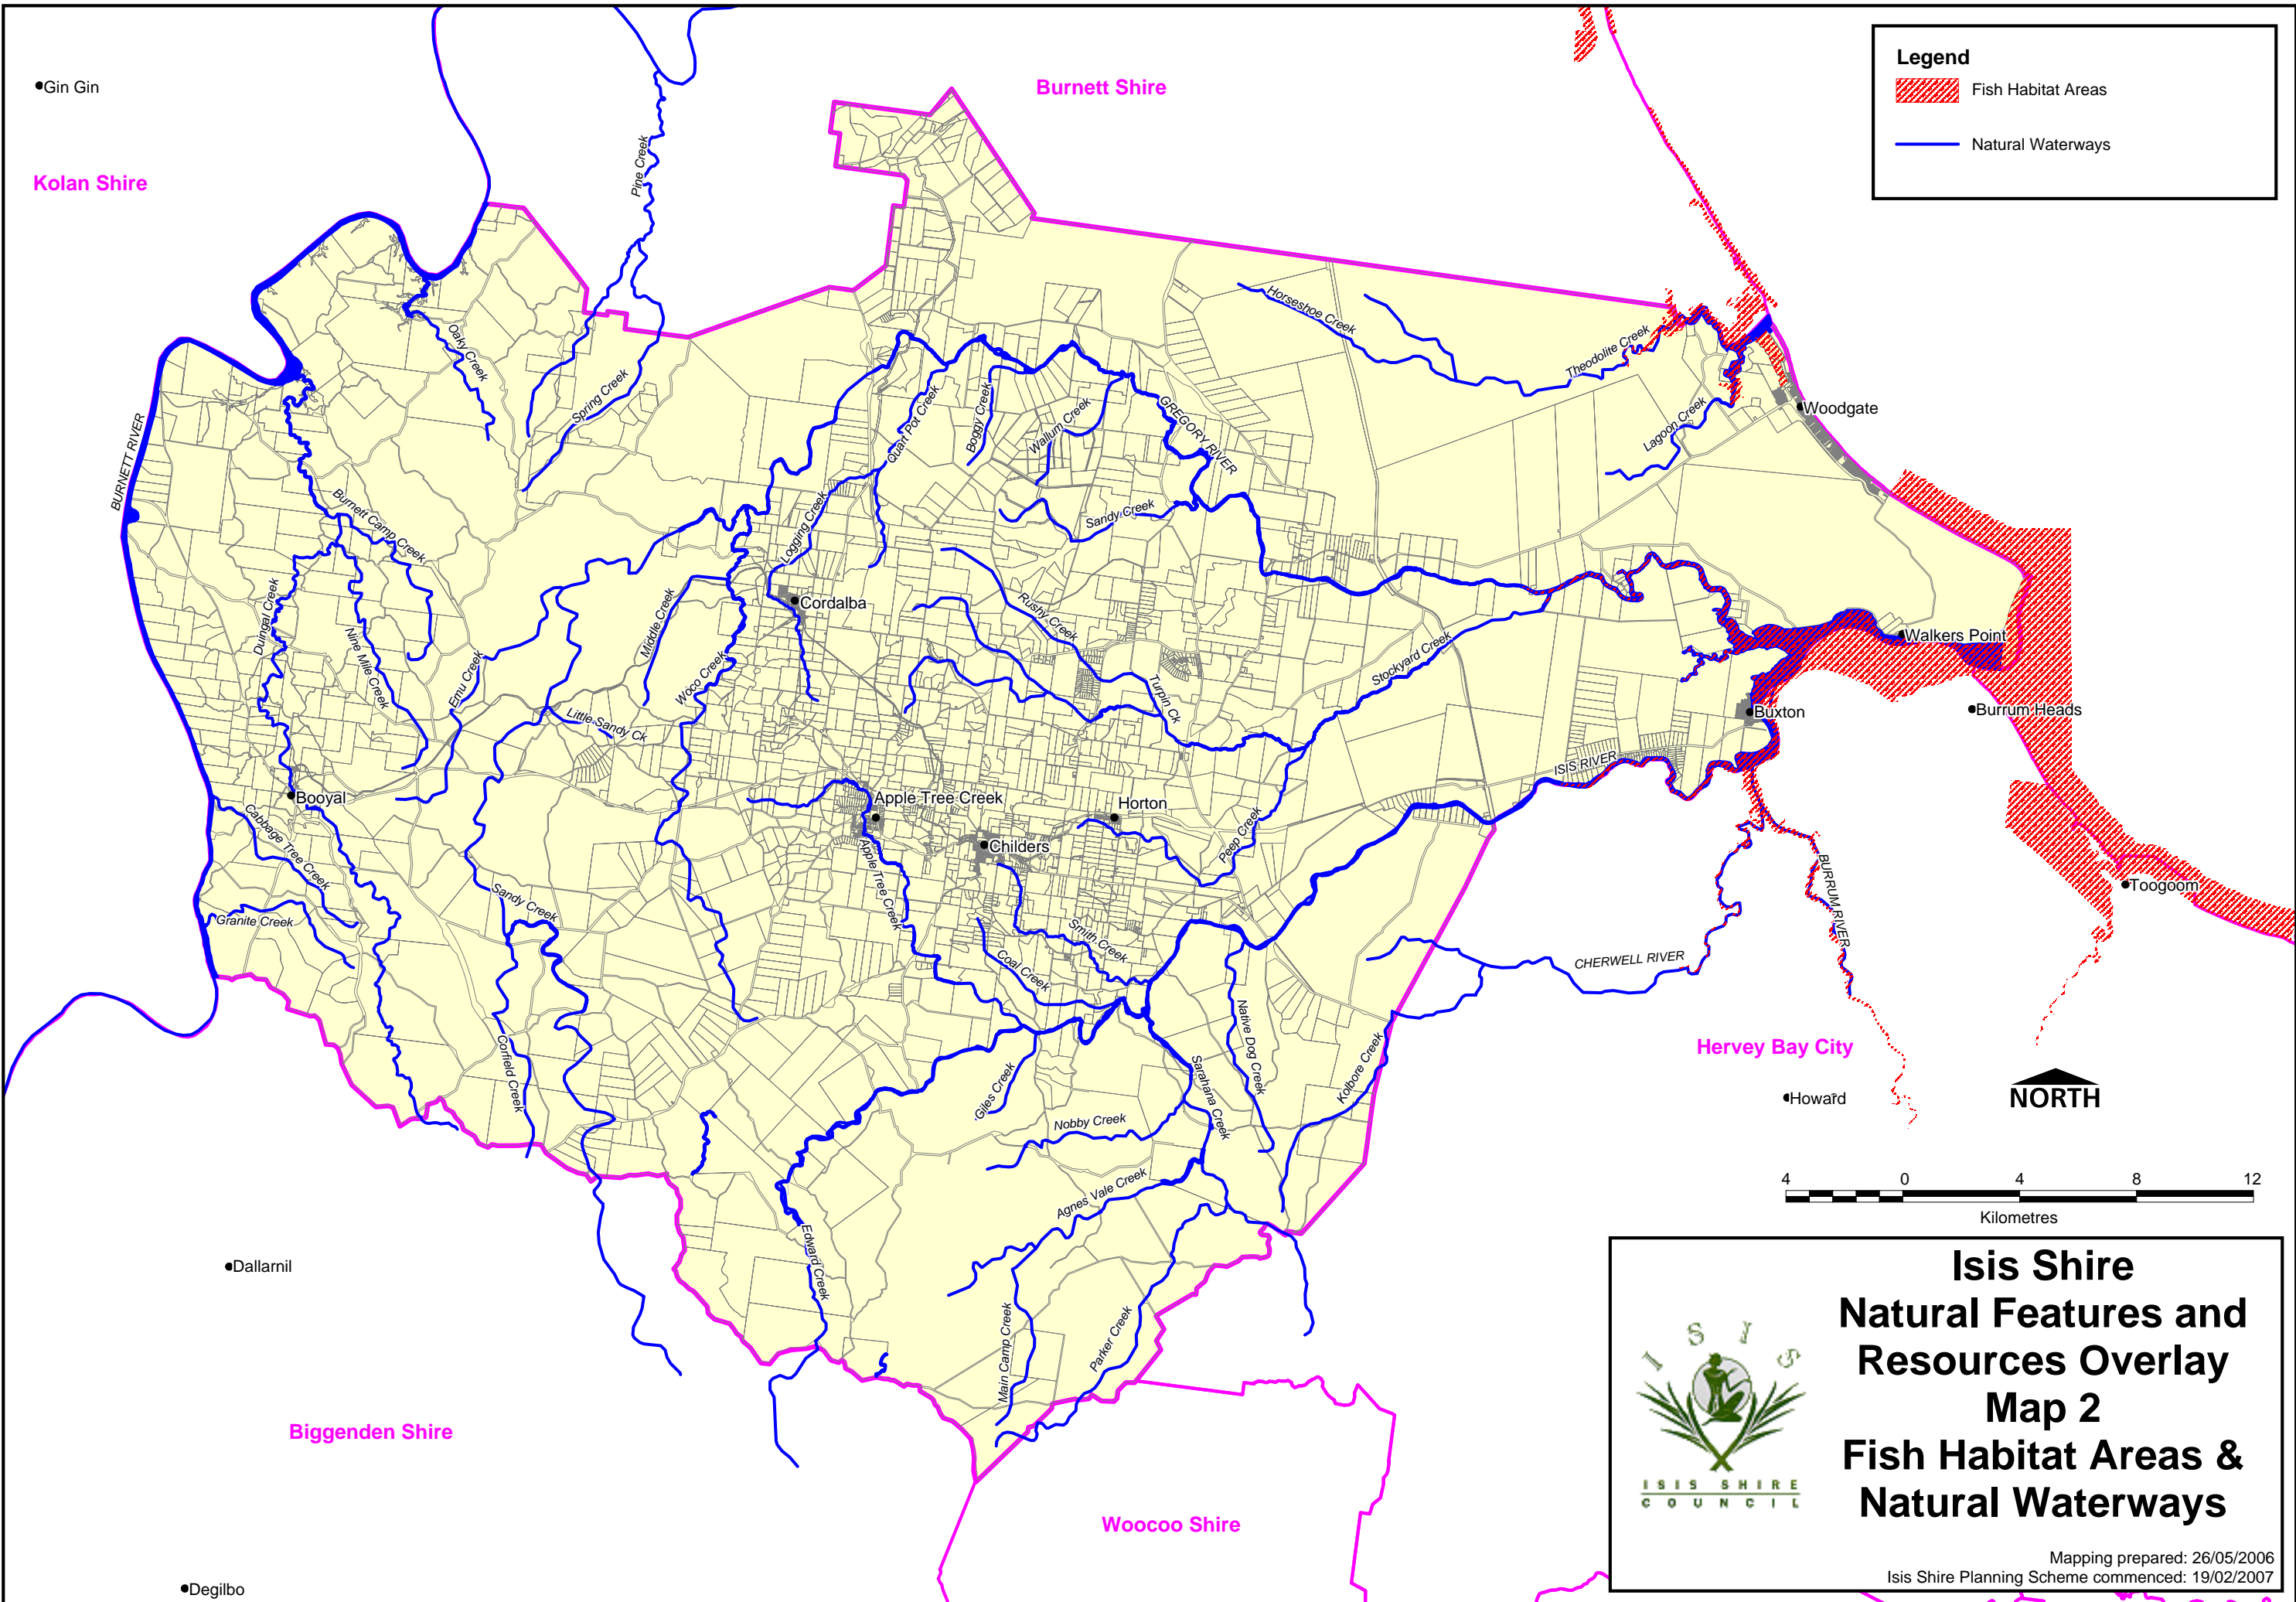 Legend
Fish Habitat Areas
Natural Waterways
Gin Gin
Burnett Shire
Kolan Shire
Pine Creek
Oaky Creek
Spring Creek
Horseshoe Creek
Theodolite Creek
Lagoon Creek
Woodgate
BURNETT RIVER
Quart Pot Creek
Boggy Creek
Wallum Creek
GREGORY RIVER
Burnett Camp Creek
Logging Creek
Sandy Creek
Duingal Creek
Nine Mile Creek
Emu Creek
Middle Creek
Woco Creek
Cordalba
Rushy Creek
Turpin Ck
Stockyard Creek
Walkers Point
Buxton
Burrum Heads
Little Sandy Ck
ISIS RIVER
Booyal
Apple Tree Creek
Horton
Childers
Peep Creek
Cabbage Tree Creek
Granite Creek
Sandy Creek
Apple Tree Creek
Coal Creek
Smith Creek
Toogoom
BURRUM RIVER
CHERWELL RIVER
Native Dog Creek
Corfield Creek
Giles Creek
Sarahana Creek
Kolbore Creek
Nobby Creek
Hervey Bay City
Howard
NORTH
Agnes Vale Creek
Edward Creek
Main Camp Creek
Parker Creek
4 0 4 8 12
Kilometres
Dallarnil
Biggenden Shire
Woocoo Shire
Degilbo
ISIS
ISIS SHIRE
COUNCIL
Isis Shire
Natural Features and
Resources Overlay
Map 2
Fish Habitat Areas &
Natural Waterways
Mapping prepared: 26/05/2006
Isis Shire Planning Scheme commenced: 19/02/2007